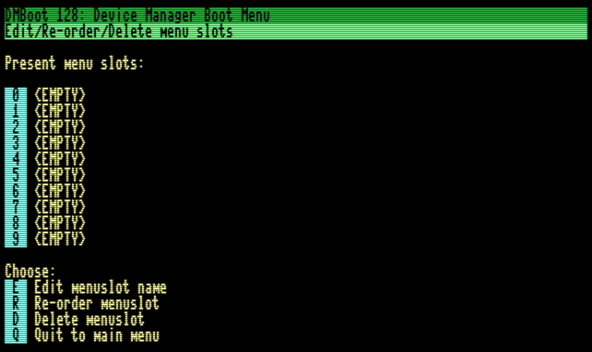 DMBoot 128: Device Manager Boot Menu
Edit/Re-order/Delete menu slots
Present menu slots:
0 {EMPTY}
1 {EMPTY}
2 {EMPTY}
3 {EMPTY}
4 {EMPTY}
5 {EMPTY}
6 {EMPTY}
7 {EMPTY}
8 {EMPTY}
9 {EMPTY}
Choose:
E Edit menuslot name
R Re-order menuslot
D Delete menuslot
Q Quit to main menu